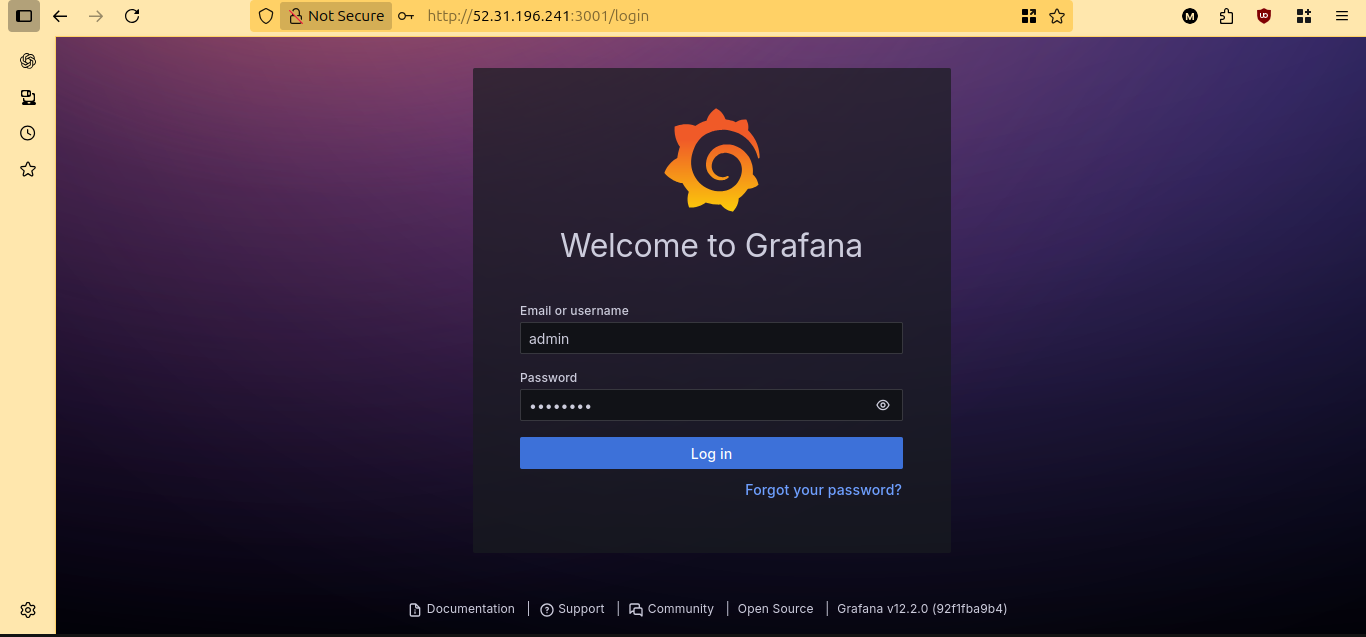 Not Secure http://52.31.196.241:3001/login M UD
Welcome to Grafana
Email or username
admin
Password
••••••••
Log in
Forgot your password?
Documentation | Support | Community | Open Source | Grafana v12.2.0 (92f1fba9b4)